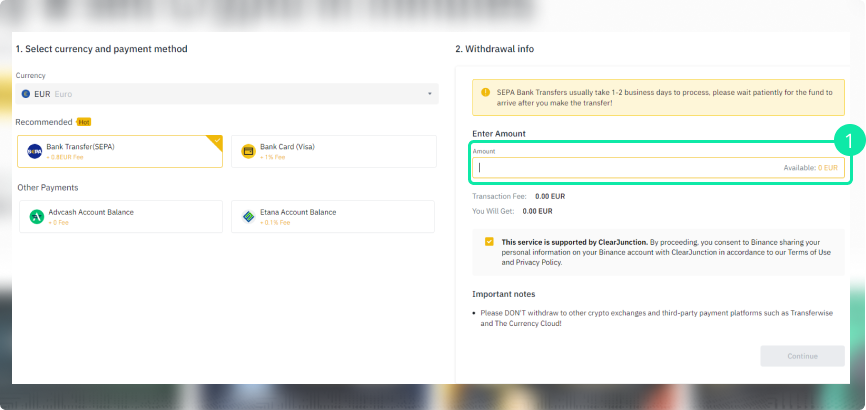 1. Select currency and payment method
Currency
EUR Euro
Recommended Hot
SEPA
Bank Transfer(SEPA)
+ 0.8EUR Fee
Bank Card (Visa)
+ 1% Fee
Other Payments
Advcash Account Balance
+ 0 Fee
Etana Account Balance
+ 0.1% Fee
2. Withdrawal info
SEPA Bank Transfers usually take 1-2 business days to process, please wait patiently for the fund to
arrive after you make the transfer!
Enter Amount
1
Amount
Available: 0 EUR
Transaction Fee: 0.00 EUR
You Will Get: 0.00 EUR
This service is supported by ClearJunction. By proceeding, you consent to Binance sharing your
personal information on your Binance account with ClearJunction in accordance to our Terms of Use
and Privacy Policy.
Important notes
Please DON'T withdraw to other crypto exchanges and third-party payment platforms such as Transferwise
and The Currency Cloud!
Continue